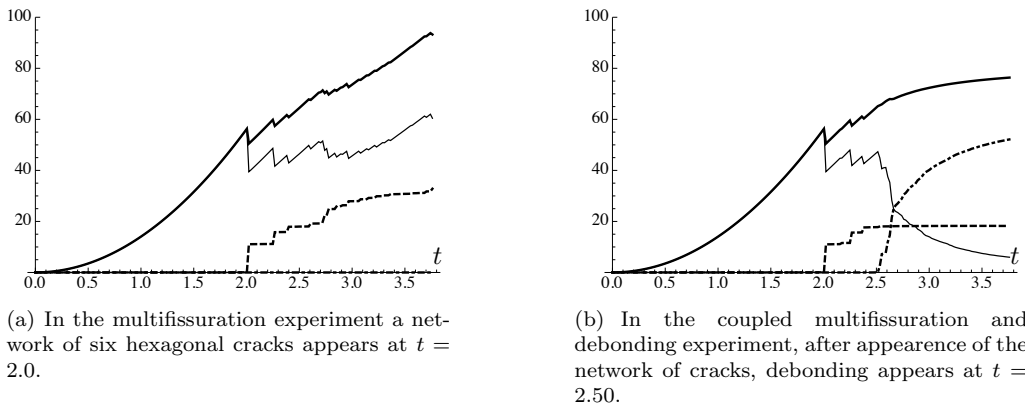 100
80
60
40
20
t
0.0 0.5 1.0 1.5 2.0 2.5 3.0 3.5
(a) In the multifissuration experiment a net-
work of six hexagonal cracks appears at t =
2.0.
100
80
60
40
20
t
0.0 0.5 1.0 1.5 2.0 2.5 3.0 3.5
(b) In the coupled multifissuration and
debonding experiment, after appearence of the
network of cracks, debonding appears at t =
2.50.